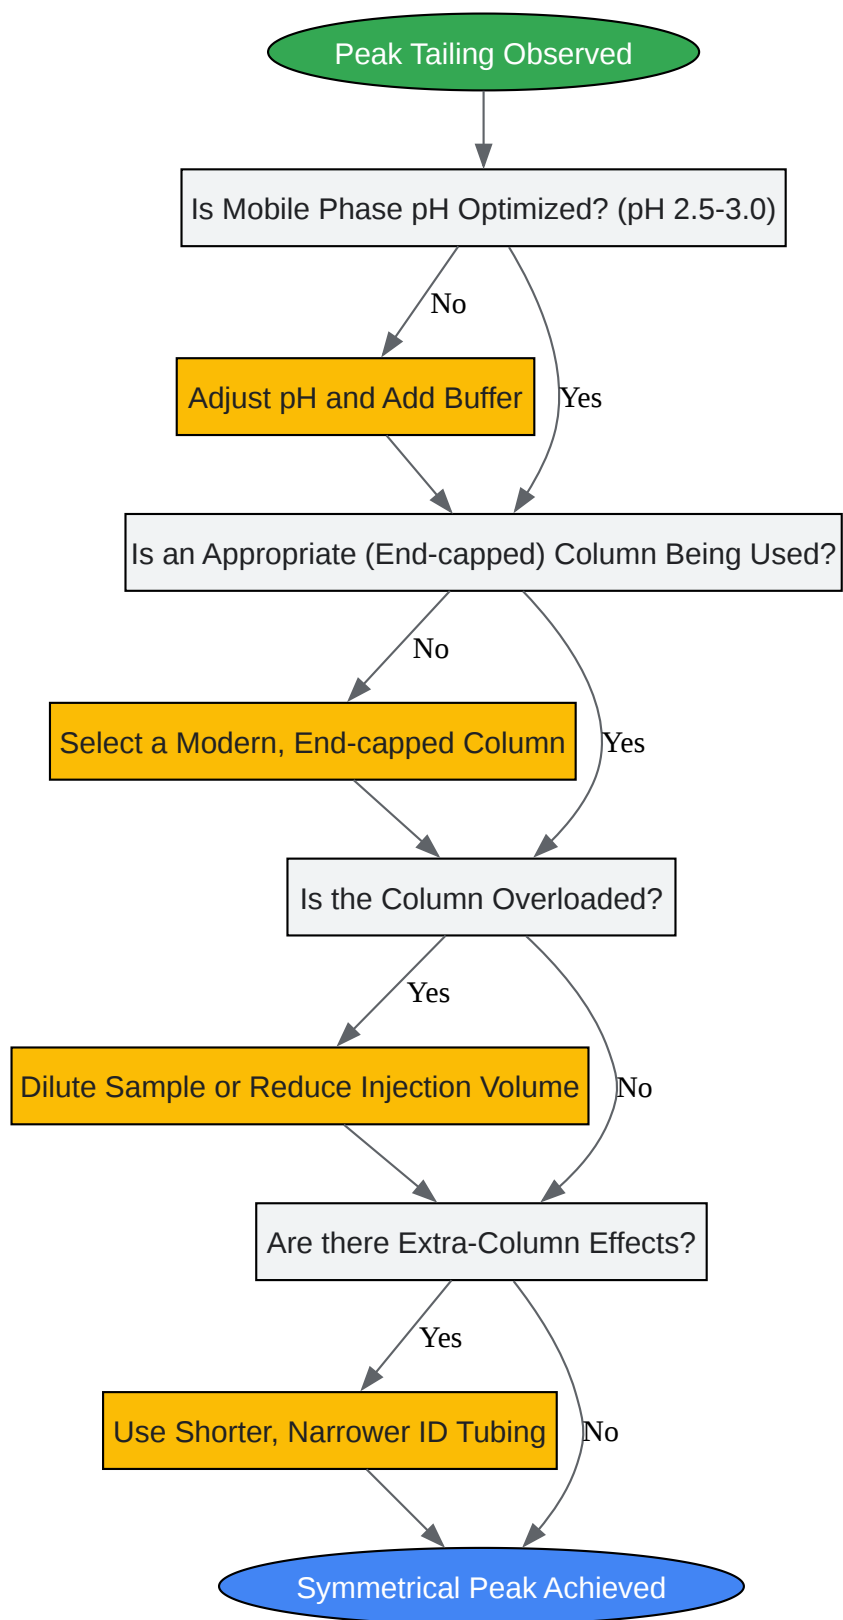 Peak Tailing Observed
Is Mobile Phase pH Optimized? (pH 2.5-3.0)
No
Adjust pH and Add Buffer
Yes
Is an Appropriate (End-capped) Column Being Used?
No
Select a Modern, End-capped Column
Yes
Is the Column Overloaded?
Yes
Dilute Sample or Reduce Injection Volume
No
Are there Extra-Column Effects?
Yes
Use Shorter, Narrower ID Tubing
No
Symmetrical Peak Achieved